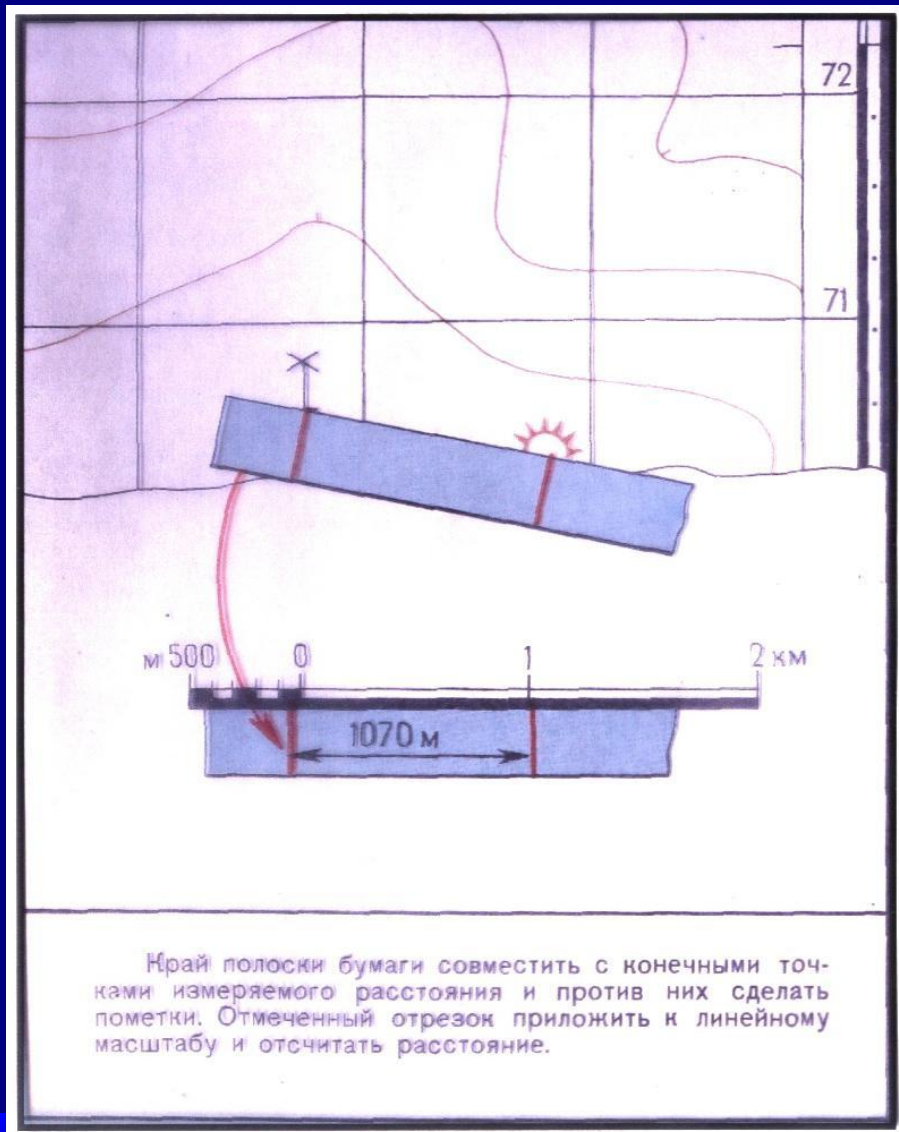 72
71
м 500 0 1 2 км
1070 м
Край полоски бумаги совместить с конечными точ-
ками измеряемого расстояния и против них сделать
пометки. Отмеченный отрезок приложить к линейному
масштабу и отсчитать расстояние.